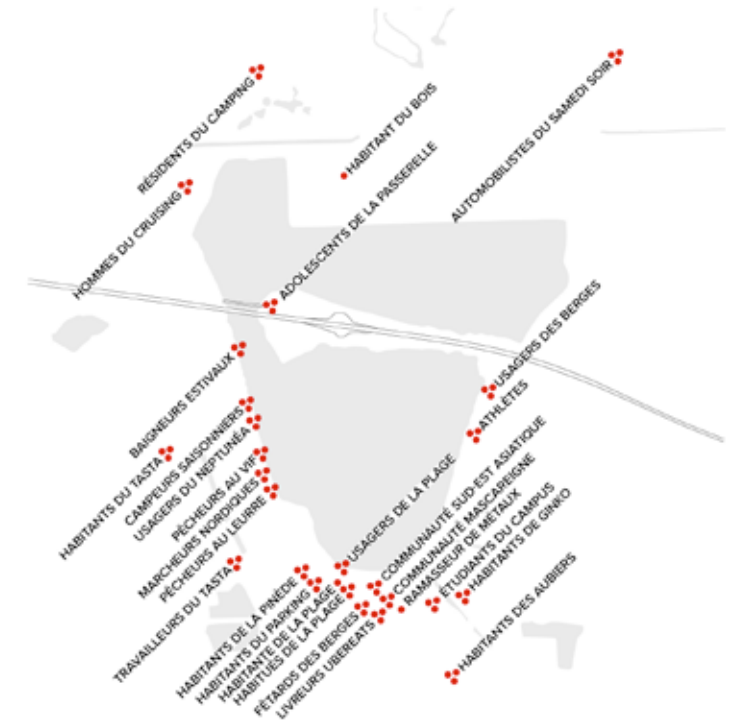 RÉSIDENTS DU CAMPING
AUTOMOBILISTES DU SAMEDI SOIR
HABITANT DU BOIS
HOMMES DU CRUISING
ADOLESCENTS DE LA PASSERELLE
USAGERS DES BERGES
BAIGNEURS ESTIVAUX
ATHLÈTES
CAMPEURS SAISONNIERS
USAGERS DU NEPTUNEA
HABITANTS DU TASTA
PÊCHEURS AU VIF
MARCHEURS NORDIQUES
PÊCHEURS AU LEURRE
USAGERS DE LA PLAGE
COMMUNAUTÉ SUD-EST ASIATIQUE
COMMUNAUTÉ MASCAREIGNE
RAMASSEUR DE METAUX
ÉTUDIANTS DU CAMPUS
HABITANTS DE GINKO
TRAVAILLEURS DU TASTA
HABITANTS DE LA PINÈDE
HABITANTS DU PARKING
HABITANTE DE LA PLAGE
HABITUÉS DE LA PLAGE
FÊTARDS DES BERGES
LIVREURS UBEREATS
HABITANTS DES AUBIERS